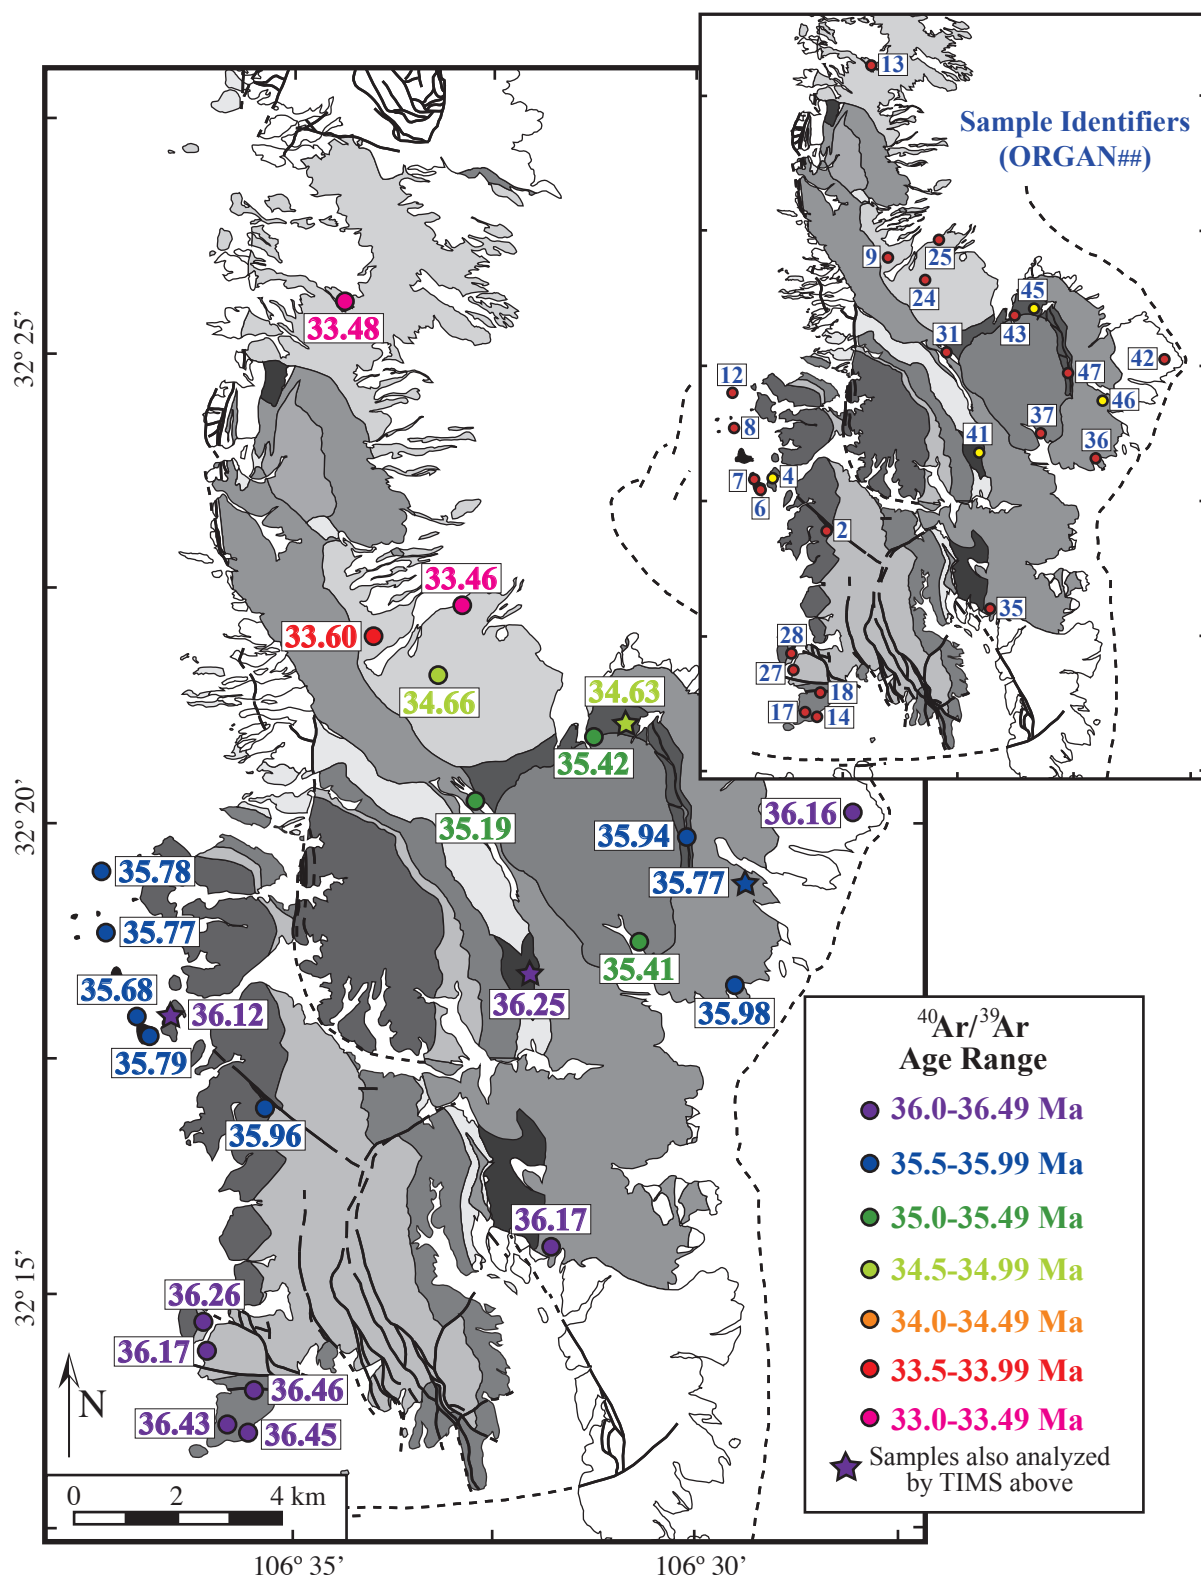 13
Sample Identifiers
(ORGAN##)
9
25
24
45
43
31
42
12
47
46
8
37
41
36
7
4
6
2
35
28
27
18
17
14
33.48
32º 25’
33.46
33.60
34.66
34.63
35.42
32º 20’
35.19
36.16
35.94
35.78
35.77
35.77
35.41
35.68
36.12
36.25
35.98
35.79
35.96
40Ar/39Ar
Age Range
36.0-36.49 Ma
35.5-35.99 Ma
35.0-35.49 Ma
34.5-34.99 Ma
34.0-34.49 Ma
33.5-33.99 Ma
33.0-33.49 Ma
Samples also analyzed
by TIMS above
36.17
32º 15’
36.26
36.17
36.46
36.43
36.45
N
0 2 4 km
106º 35’
106º 30’